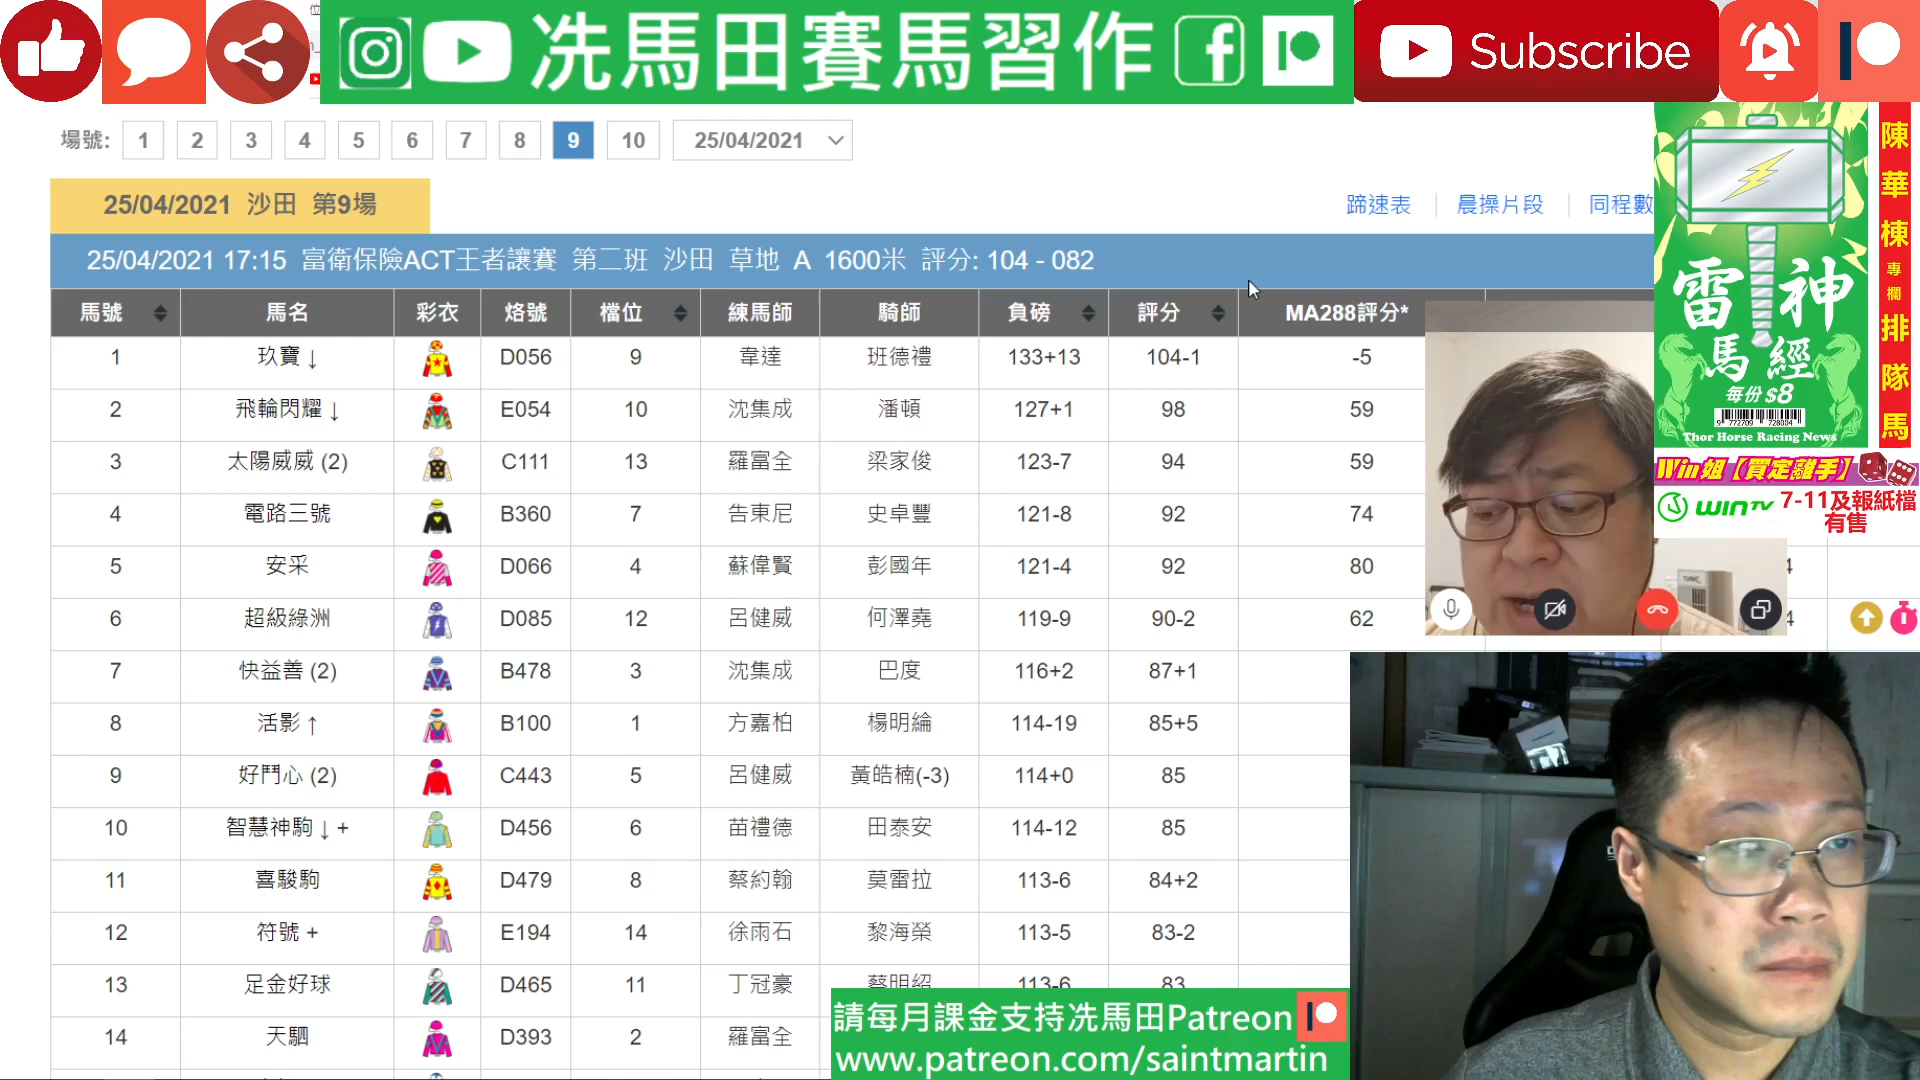 冼馬田賽馬習作
Subscribe
場號: 1 2 3 4 5 6 7 8 9 10 25/04/2021
25/04/2021 沙田 第9場
蹄速表 晨操片段 同程數
25/04/2021 17:15 富衛保險ACT王者讓賽 第二班 沙田 草地 A 1600米 評分: 104 - 082
馬號 馬名 彩衣 烙號 檔位 練馬師 騎師 負磅 評分 MA288評分*
1 玖寶↓ D056 9 韋達 班德禮 133+13 104-1 -5
2 飛輪閃耀↓ E054 10 沈集成 潘頓 127+1 98 59
3 太陽威威 (2) C111 13 羅富全 梁家俊 123-7 94 59
4 電路三號 B360 7 告東尼 史卓豐 121-8 92 74
5 安采 D066 4 蘇偉賢 彭國年 121-4 92 80
6 超級綠洲 D085 12 呂健威 何澤堯 119-9 90-2 62
7 快益善 (2) B478 3 沈集成 巴度 116+2 87+1
8 活影↑ B100 1 方嘉柏 楊明綸 114-19 85+5
9 好鬥心 (2) C443 5 呂健威 黃皓楠(-3) 114+0 85
10 智慧神駒↓+ D456 6 苗禮德 田泰安 114-12 85
11 喜駿駒 D479 8 蔡約翰 莫雷拉 113-6 84+2
12 符號+ E194 14 徐雨石 黎海榮 113-5 83-2
13 足金好球 D465 11 丁冠豪 蔡明紹 113-6 83
14 天駟 D393 2 羅富全
陳華棟專欄排隊馬
雷神
馬經
每份$8
9 772709 728004
Thor Horse Racing News
Win姐【買定離手】
WINTV 7-11及報紙檔
有售
請每月課金支持冼馬田Patreon
www.patreon.com/saintmartin